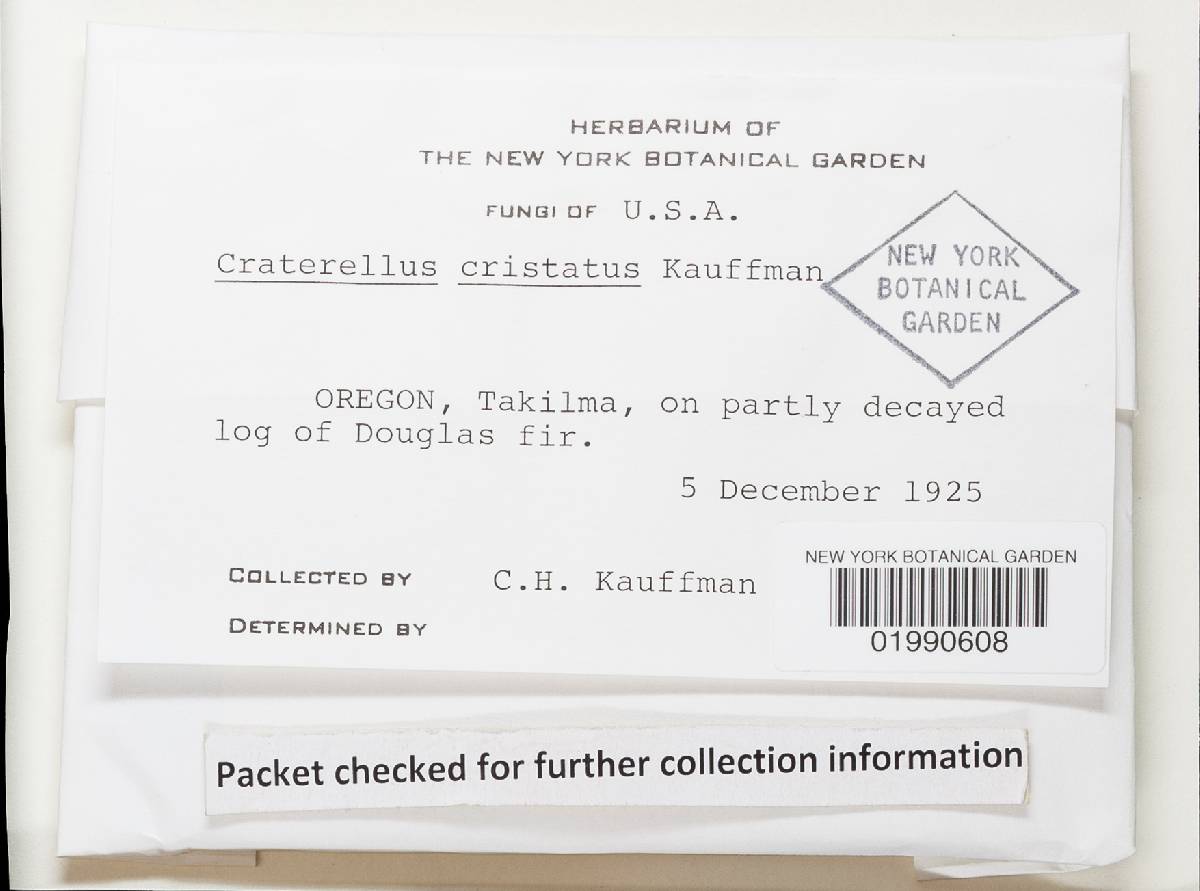 HERBARIUM OF
THE NEW YORK BOTANICAL GARDEN
FUNGI OF U.S.A.
Craterellus cristatus Kauffman
NEW YORK
BOTANICAL
GARDEN
OREGON, Takilma, on partly decayed
log of Douglas fir.
5 December 1925
COLLECTED BY C.H. Kauffman
DETERMINED BY
NEW YORK BOTANICAL GARDEN
01990608
Packet checked for further collection information